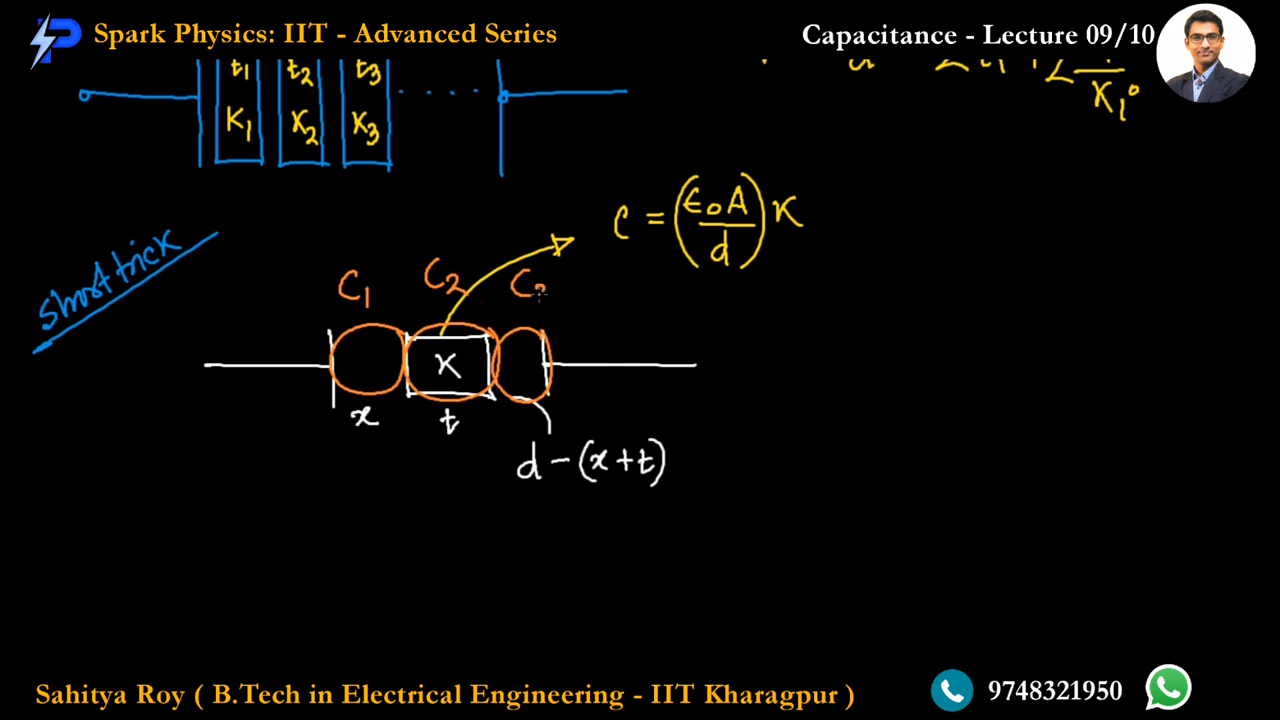 Spark Physics: IIT - Advanced Series
Capacitance - Lecture 09/10
t1 t2 t3
K1 K2 K3
K1
Short trick
C = (ε0A/d) K
C1 C2
K
x t
d - (x+t)
Sahitya Roy ( B.Tech in Electrical Engineering - IIT Kharagpur )
9748321950